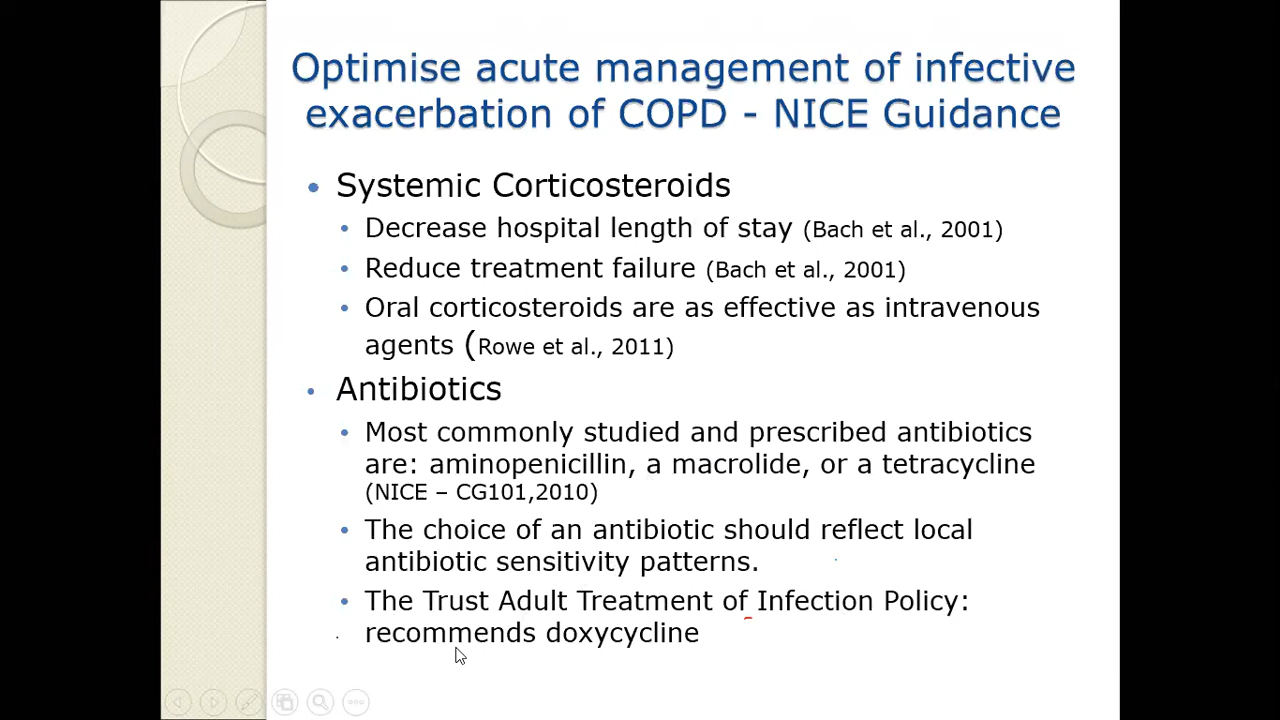 Optimise acute management of infective
exacerbation of COPD - NICE Guidance
• Systemic Corticosteroids
• Decrease hospital length of stay (Bach et al., 2001)
• Reduce treatment failure (Bach et al., 2001)
• Oral corticosteroids are as effective as intravenous
agents (Rowe et al., 2011)
• Antibiotics
• Most commonly studied and prescribed antibiotics
are: aminopenicillin, a macrolide, or a tetracycline
(NICE – CG101,2010)
• The choice of an antibiotic should reflect local
antibiotic sensitivity patterns.
• The Trust Adult Treatment of Infection Policy:
recommends doxycycline